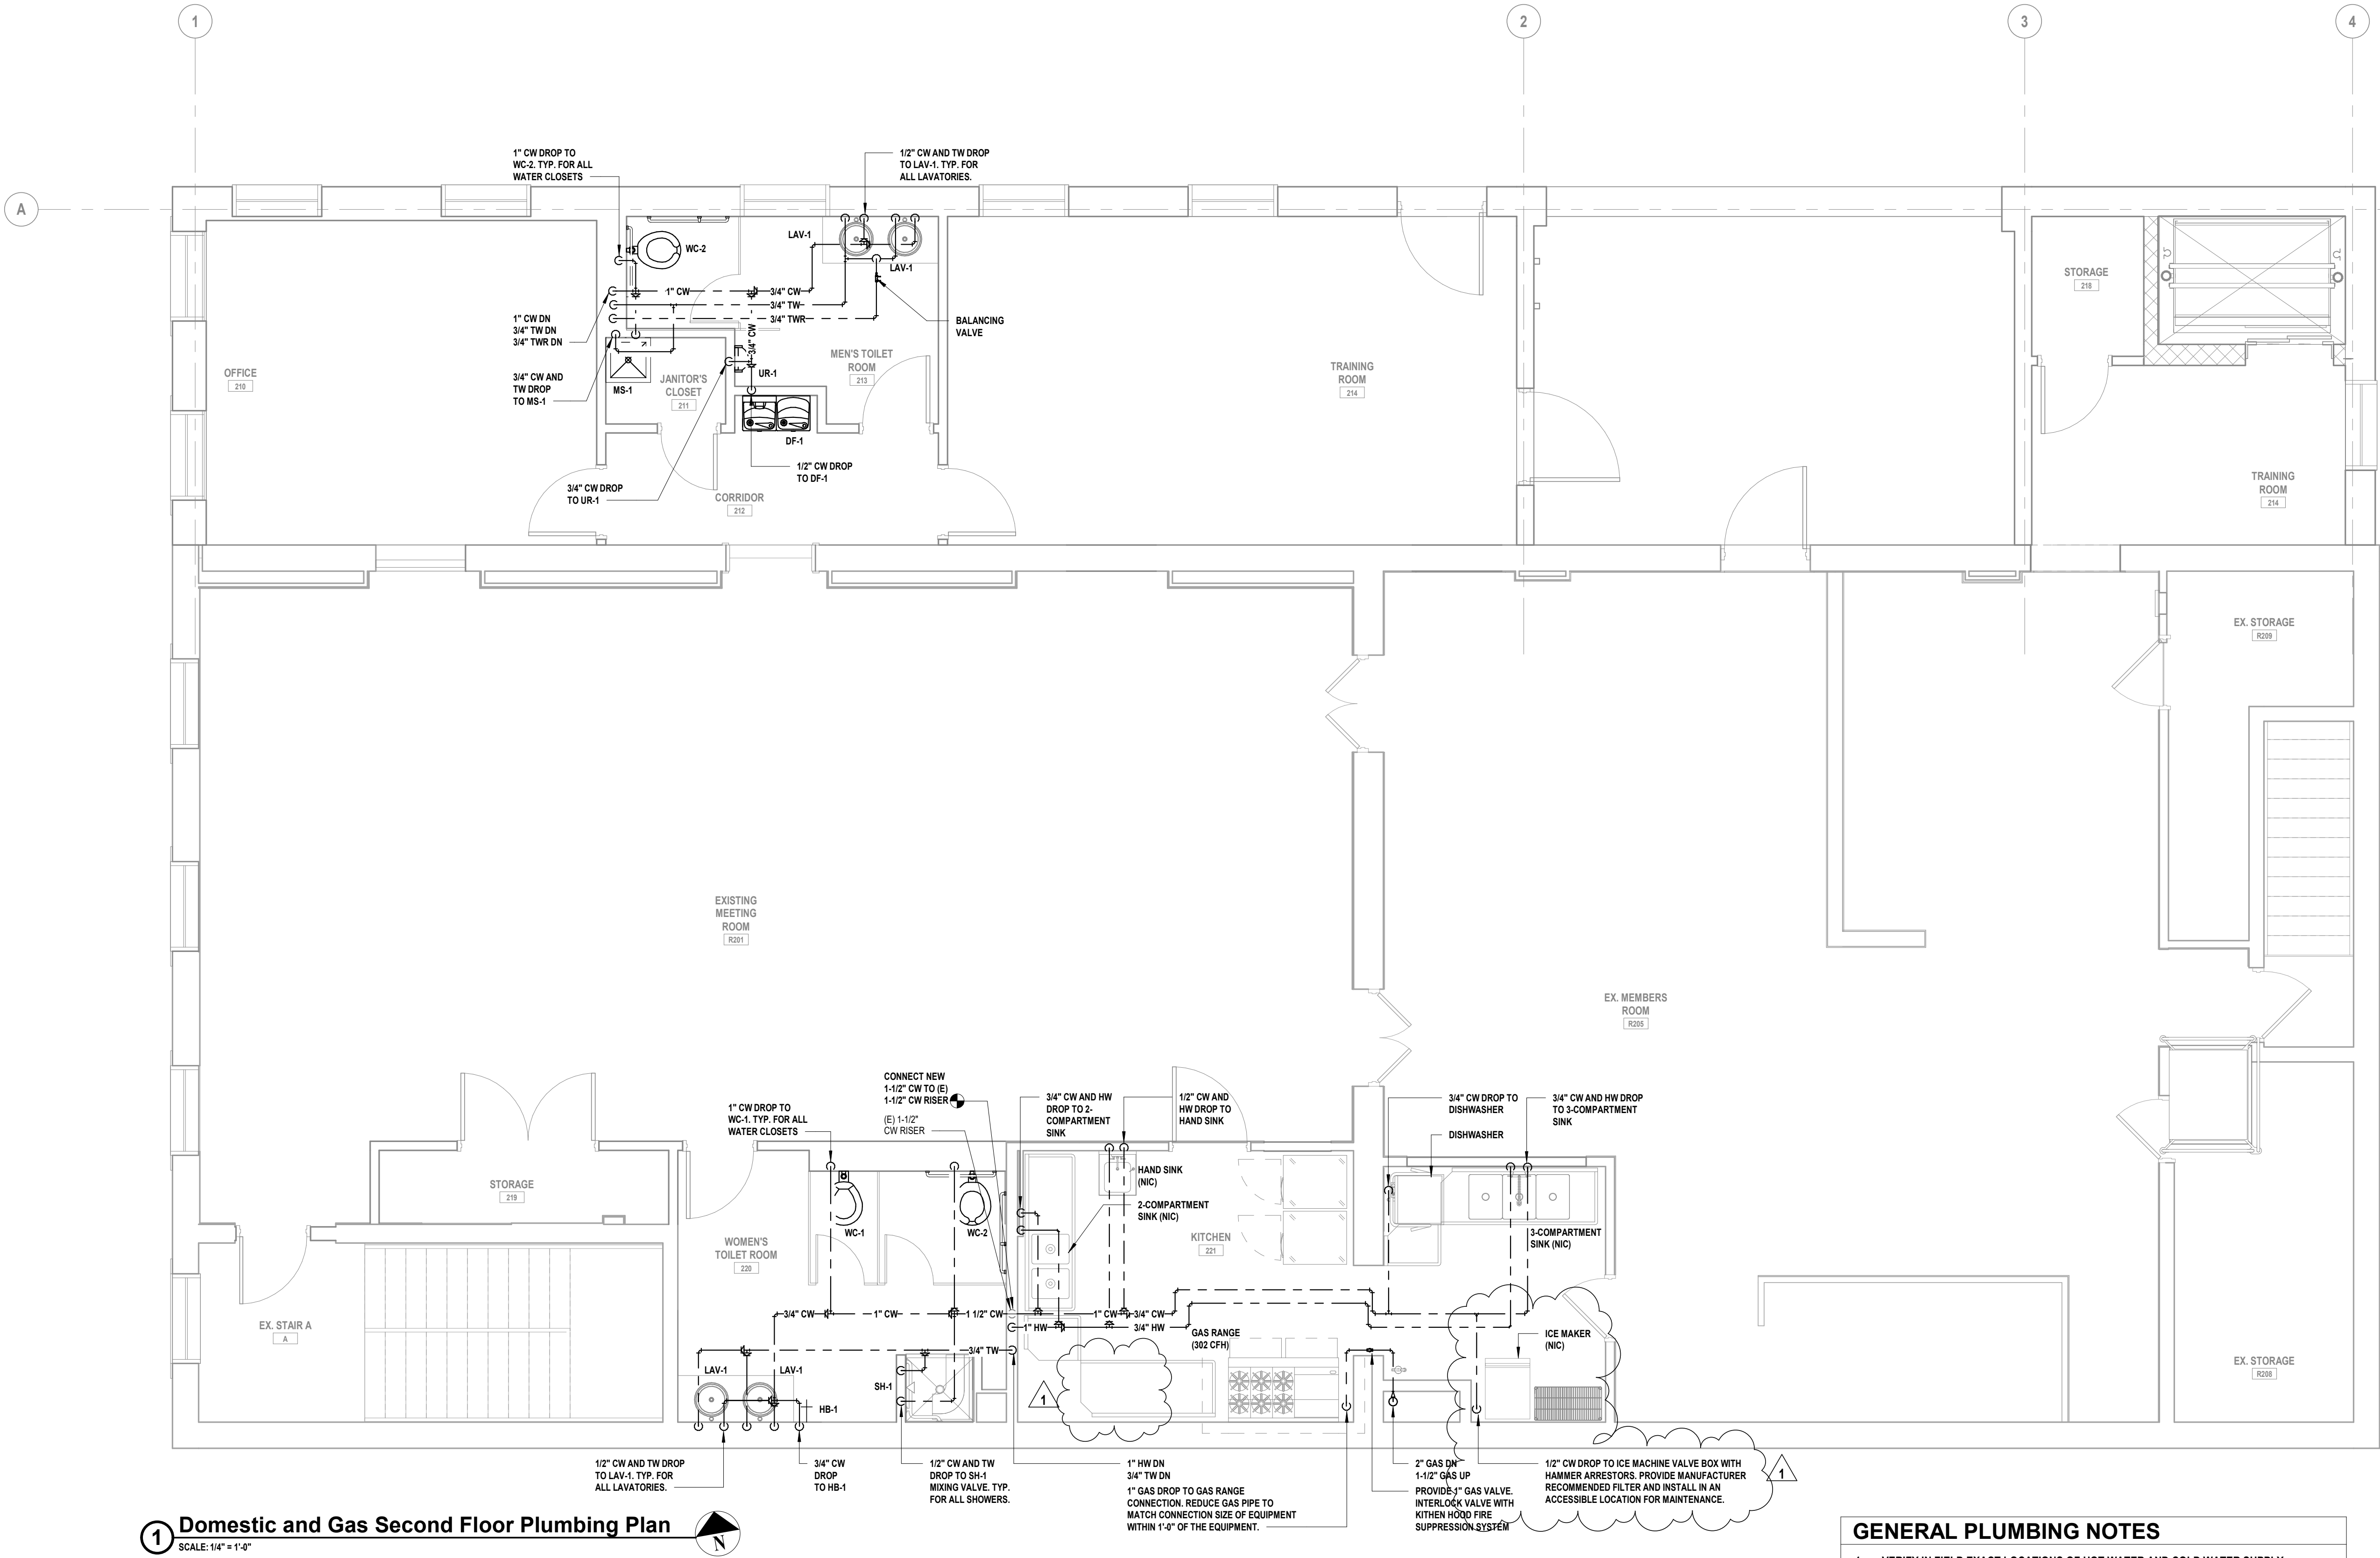 1
2
3
4
A
1" CW DROP TO
WC-2. TYP. FOR ALL
WATER CLOSETS
1/2" CW AND TW DROP
TO LAV-1. TYP. FOR
ALL LAVATORIES.
LAV-1
WC-2
LAV-1
1" CW
3/4" CW
3/4" TW
3/4" TWR
3/4" CW
1" CW DN
3/4" TW DN
3/4" TWR DN
BALANCING
VALVE
STORAGE
218
OFFICE
210
3/4" CW AND
TW DROP
TO MS-1
MS-1
JANITOR'S
CLOSET
211
UR-1
MEN'S TOILET
ROOM
213
TRAINING
ROOM
214
DF-1
1/2" CW DROP
TO DF-1
3/4" CW DROP
TO UR-1
CORRIDOR
212
TRAINING
ROOM
214
EX. STORAGE
R209
EXISTING
MEETING
ROOM
R201
EX. MEMBERS
ROOM
R205
CONNECT NEW
1-1/2" CW TO (E)
1-1/2" CW RISER
(E) 1-1/2"
CW RISER
1" CW DROP TO
WC-1. TYP. FOR ALL
WATER CLOSETS
3/4" CW AND HW
DROP TO 2-
COMPARTMENT
SINK
1/2" CW AND
HW DROP TO
HAND SINK
3/4" CW DROP TO
DISHWASHER
DISHWASHER
3/4" CW AND HW DROP
TO 3-COMPARTMENT
SINK
STORAGE
219
HAND SINK
(NIC)
2-COMPARTMENT
SINK (NIC)
WC-1
WC-2
WOMEN'S
TOILET ROOM
220
KITCHEN
221
3-COMPARTMENT
SINK (NIC)
3/4" CW
1" CW
1 1/2" CW
1" CW
3/4" CW
1" HW
3/4" HW
3/4" TW
EX. STAIR A
A
GAS RANGE
(302 CFH)
ICE MAKER
(NIC)
LAV-1
LAV-1
SH-1
HB-1
1
EX. STORAGE
R208
1/2" CW AND TW DROP
TO LAV-1. TYP. FOR
ALL LAVATORIES.
3/4" CW
DROP
TO HB-1
1/2" CW AND TW
DROP TO SH-1
MIXING VALVE. TYP.
FOR ALL SHOWERS.
1" HW DN
3/4" TW DN
1" GAS DROP TO GAS RANGE
CONNECTION. REDUCE GAS PIPE TO
MATCH CONNECTION SIZE OF EQUIPMENT
WITHIN 1'-0" OF THE EQUIPMENT.
2" GAS DN
1-1/2" GAS UP
PROVIDE 1" GAS VALVE.
INTERLOCK VALVE WITH
KITHEN HOOD FIRE
SUPPRESSION SYSTEM
1/2" CW DROP TO ICE MACHINE VALVE BOX WITH
HAMMER ARRESTORS. PROVIDE MANUFACTURER
RECOMMENDED FILTER AND INSTALL IN AN
ACCESSIBLE LOCATION FOR MAINTENANCE.
1
1
Domestic and Gas Second Floor Plumbing Plan
SCALE: 1/4" = 1'-0"
N
GENERAL PLUMBING NOTES